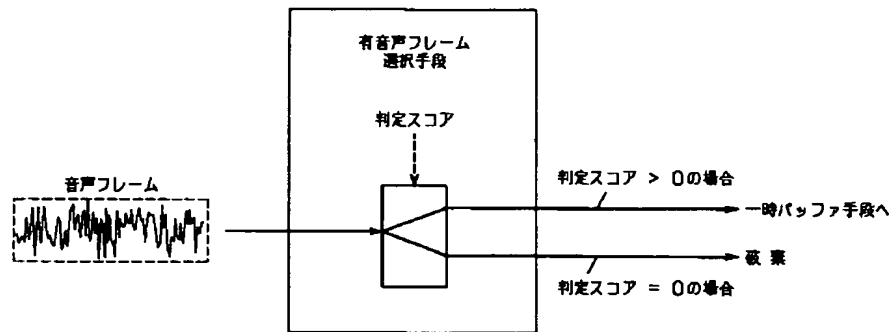 有音声フレーム
選択手段
判定スコア
音声フレーム
判定スコア > 0の場合
一時バッファ手段へ
破棄
判定スコア = 0の場合